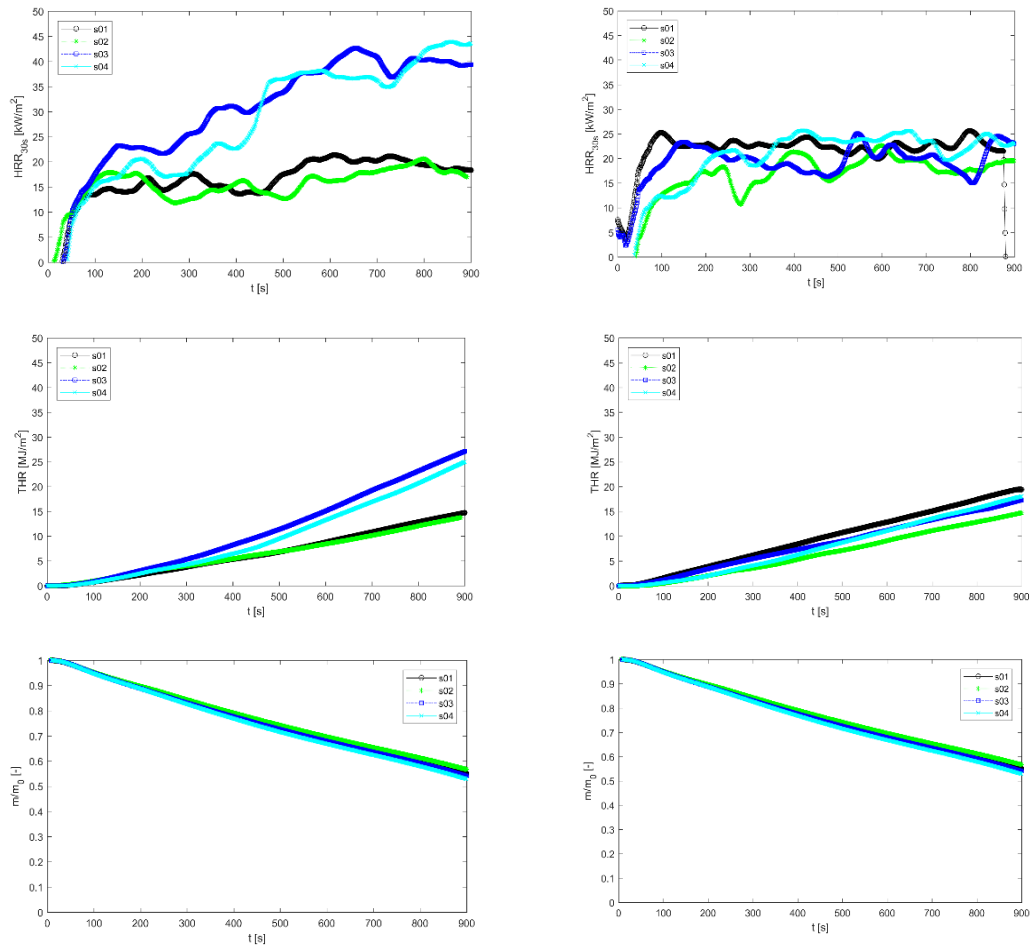 50
45
40
35
30
25
20
15
10
5
0
HRR30s [kW/m2]
s01
s02
s03
s04
0 100 200 300 400 500 600 700 800 900
t [s]
50
45
40
35
30
25
20
15
10
5
0
HRR30s [kW/m2]
s01
s02
s03
s04
0 100 200 300 400 500 600 700 800 900
t [s]
50
45
40
35
30
25
20
15
10
5
0
THR [MJ/m2]
s01
s02
s03
s04
0 100 200 300 400 500 600 700 800 900
t [s]
50
45
40
35
30
25
20
15
10
5
0
THR [MJ/m2]
s01
s02
s03
s04
0 100 200 300 400 500 600 700 800 900
t [s]
1
0.9
0.8
0.7
0.6
0.5
0.4
0.3
0.2
0.1
0
m/m0 [-]
s01
s02
s03
s04
0 100 200 300 400 500 600 700 800 900
t [s]
1
0.9
0.8
0.7
0.6
0.5
0.4
0.3
0.2
0.1
0
m/m0 [-]
s01
s02
s03
s04
0 100 200 300 400 500 600 700 800 900
t [s]